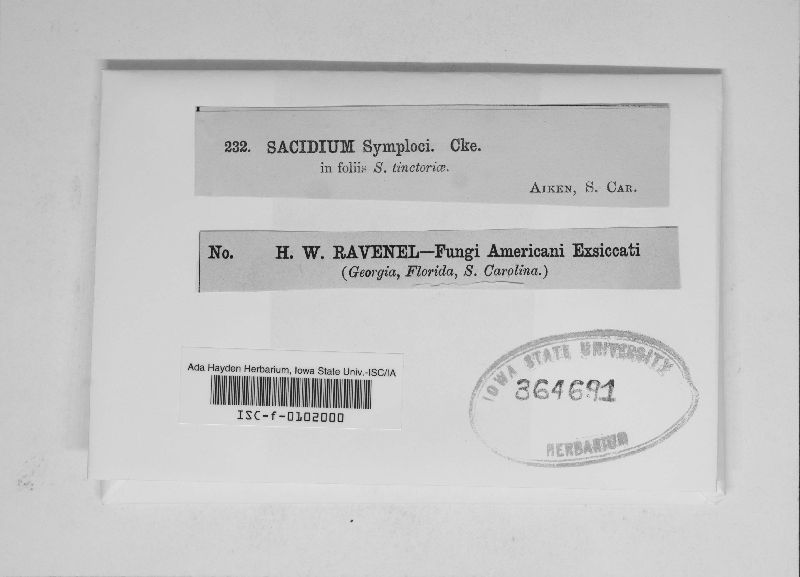 232. SACIDIUM Symploci. Cke.
in foliis S. tinctoriæ.
AIKEN, S. CAR.
No. H. W. RAVENEL—Fungi Americani Exsiccati
(Georgia, Florida, S. Carolina.)
Ada Hayden Herbarium, Iowa State Univ.-ISC/IA
ISC-f-0102000
IOWA STATE UNIVERSITY
364691
HERBARIUM